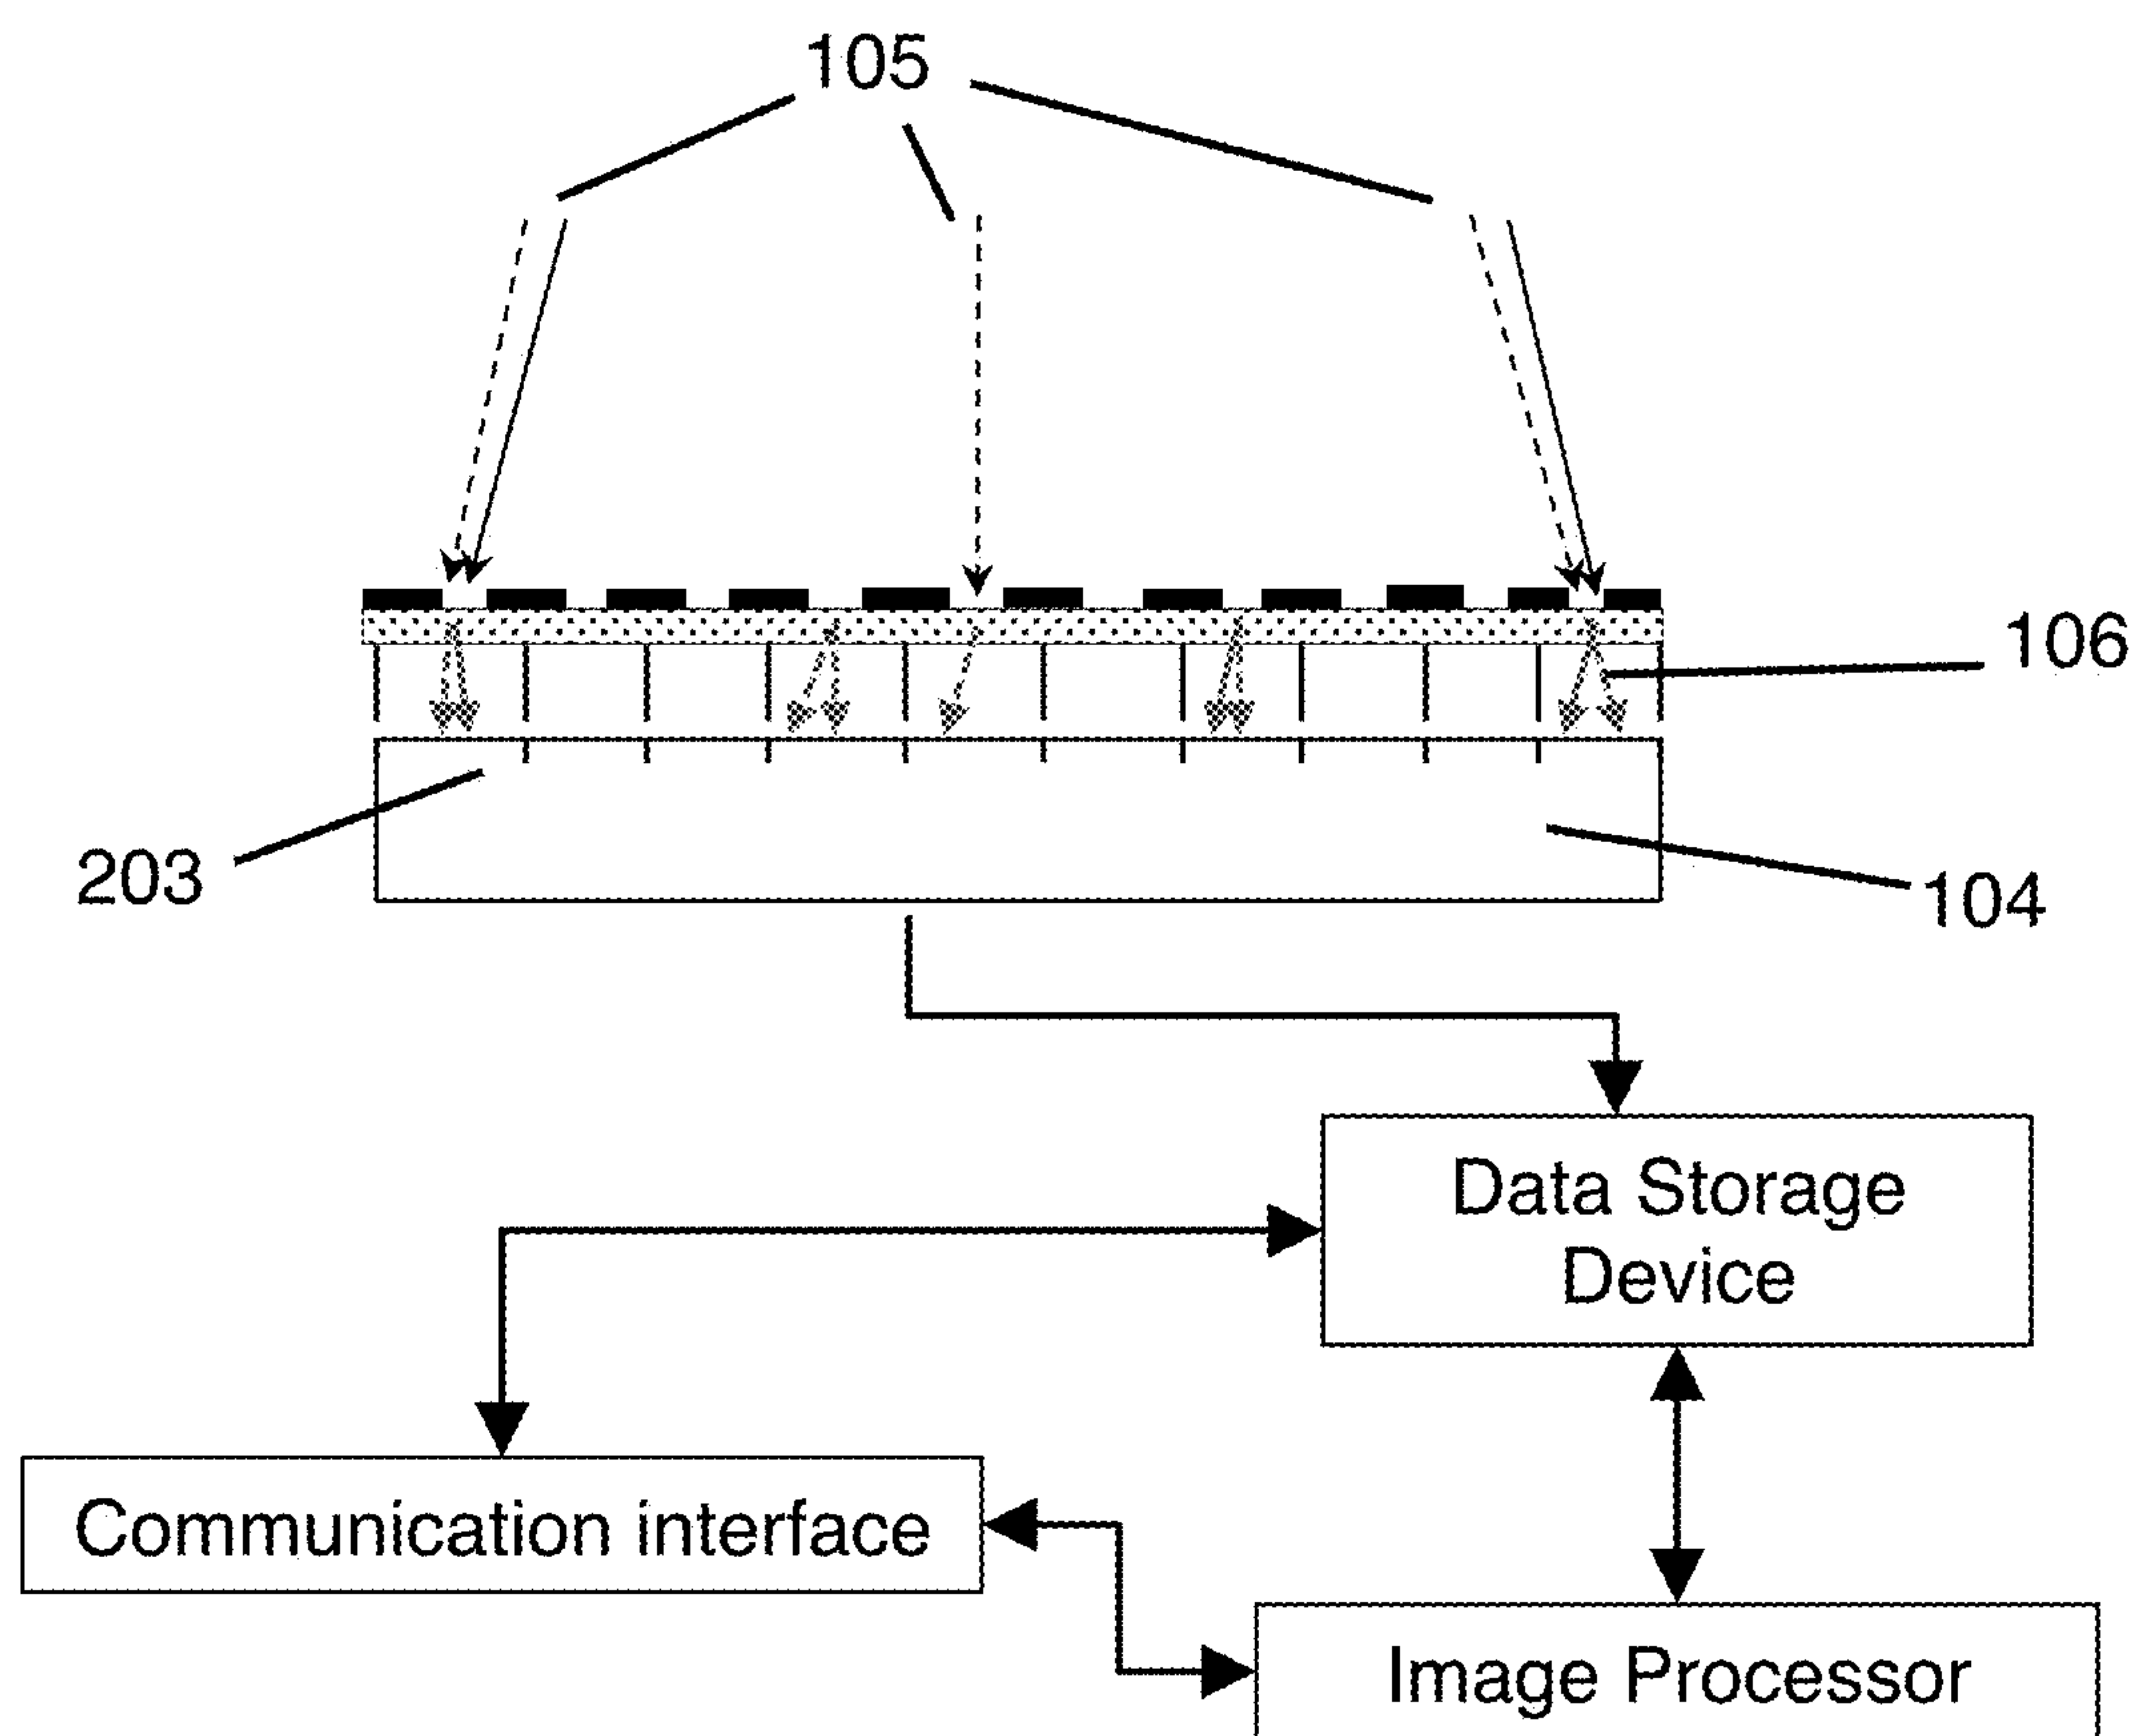 105
106
203
104
Data Storage
Device
Communication interface
Image Processor